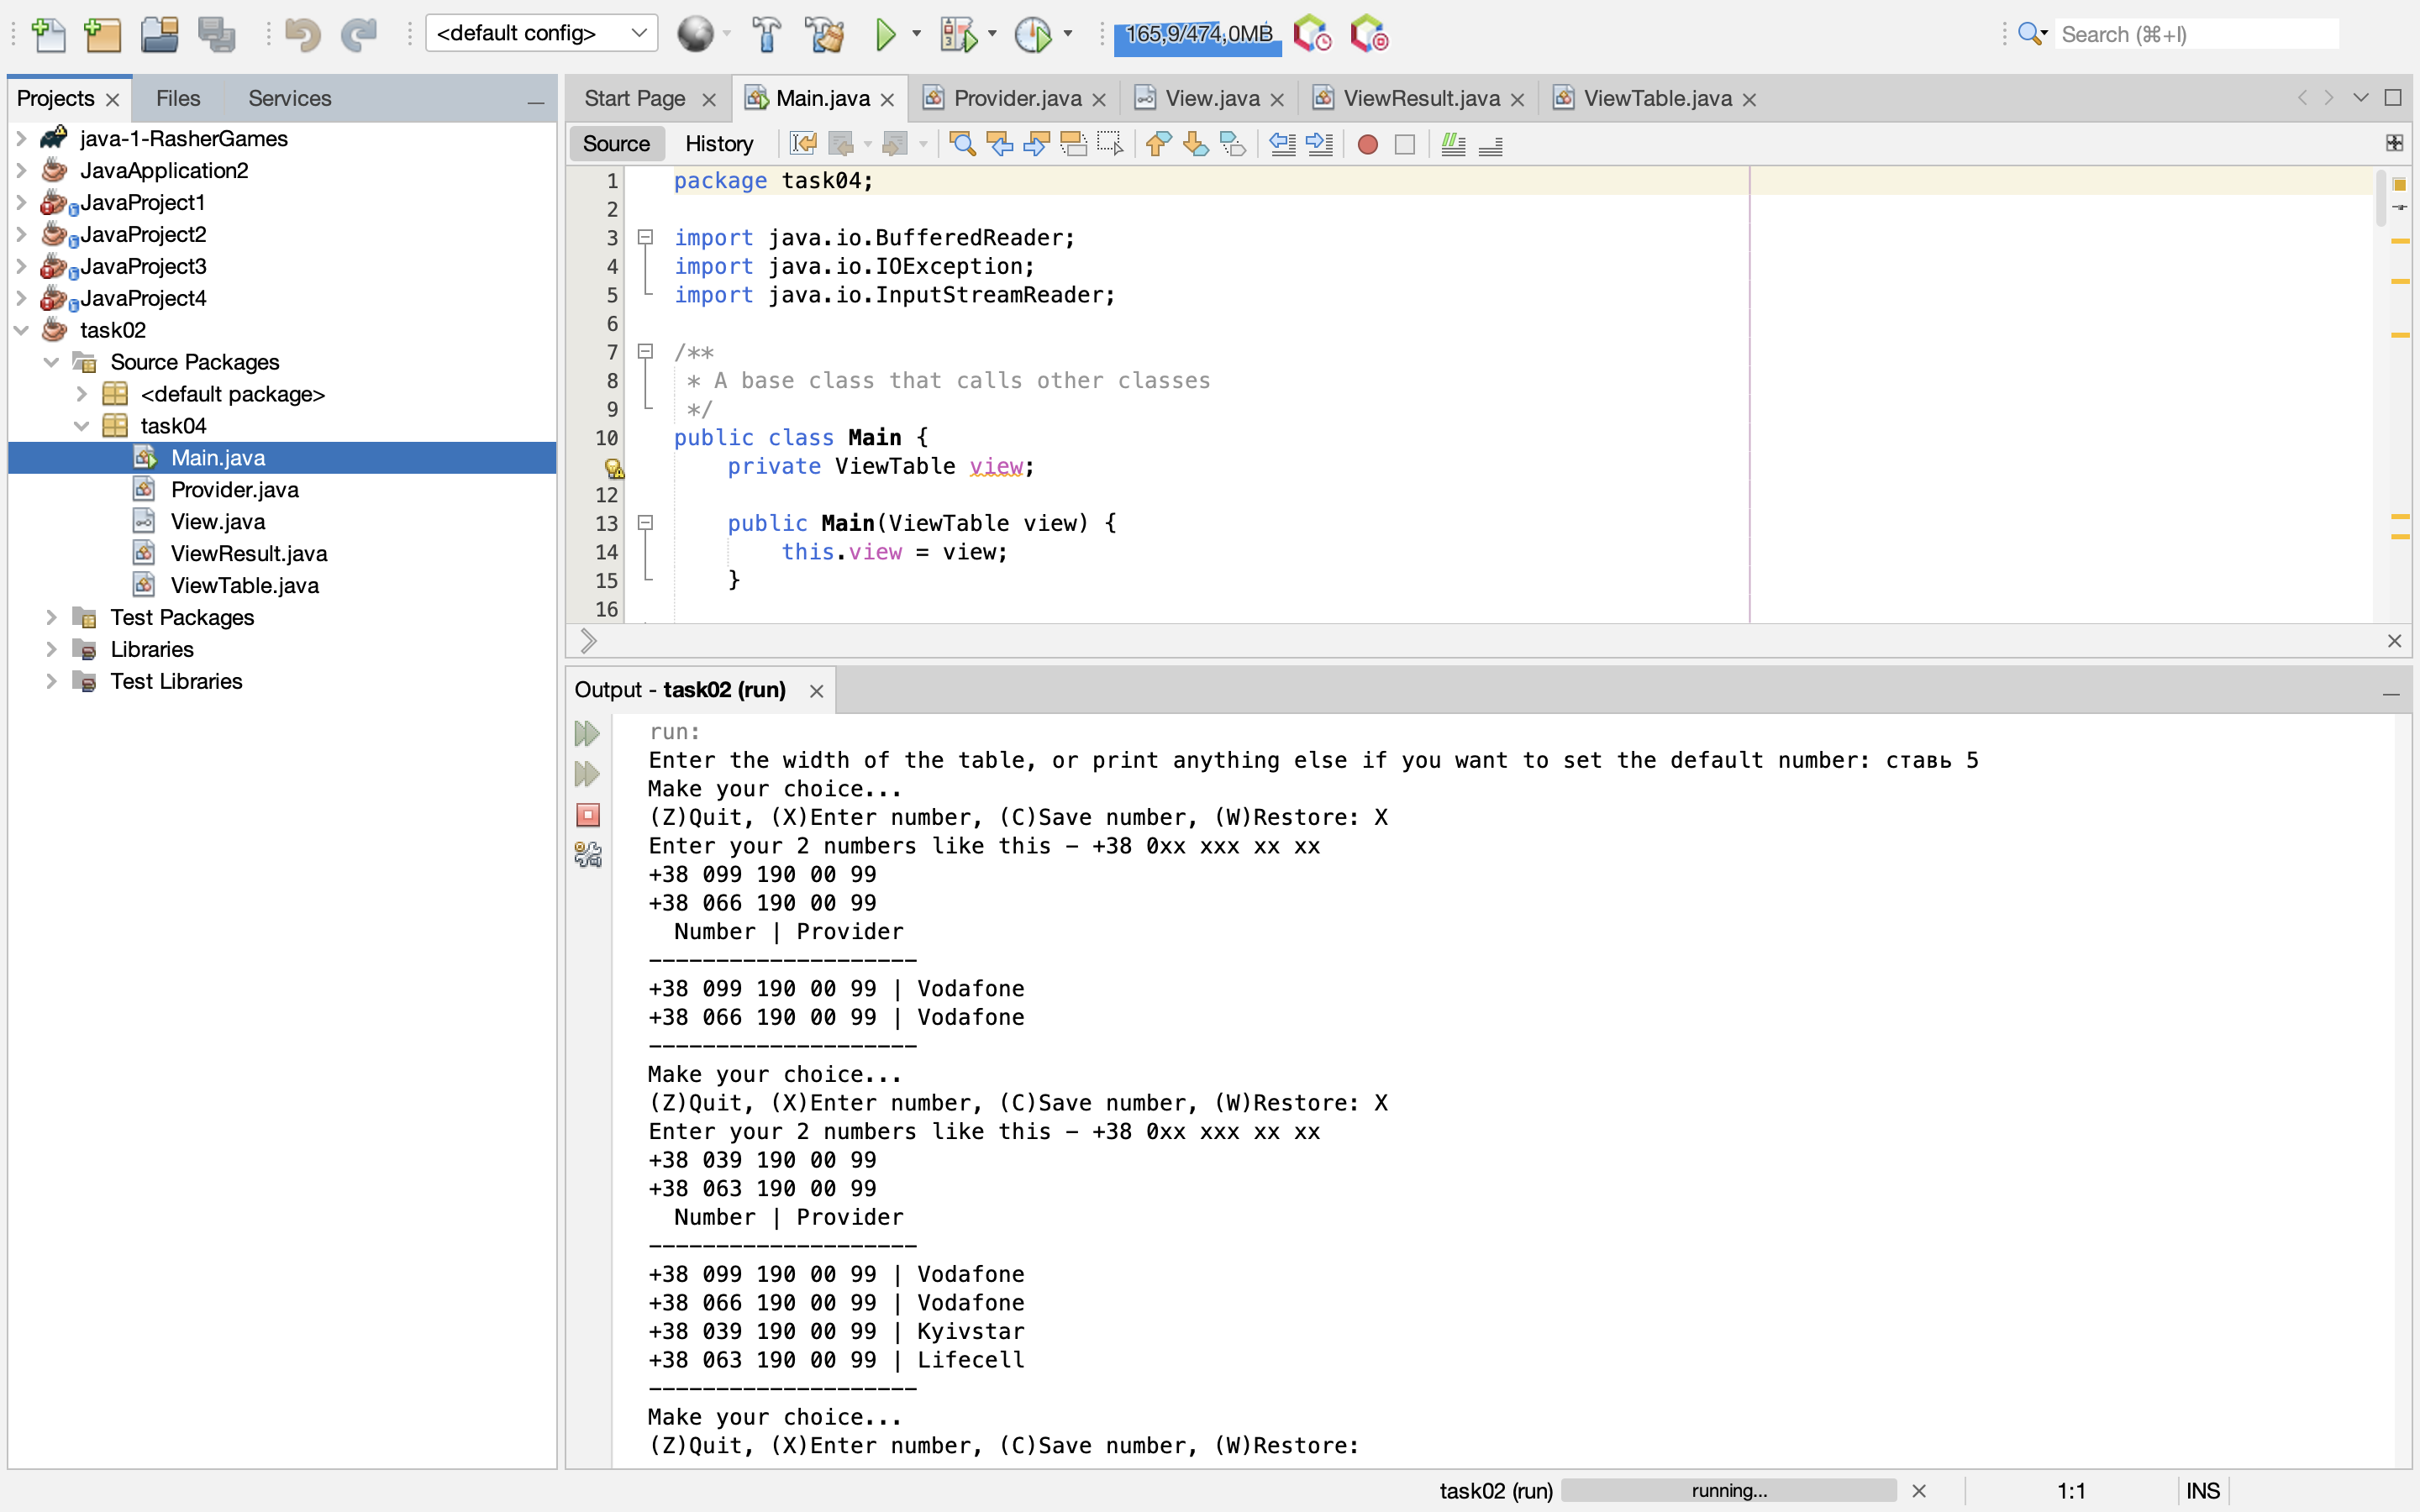 <default config>
165,9/474,0MB
Search (⌘+I)
Projects
Files
Services
java-1-RasherGames
JavaApplication2
JavaProject1
JavaProject2
JavaProject3
JavaProject4
task02
Source Packages
<default package>
task04
Main.java
Provider.java
View.java
ViewResult.java
ViewTable.java
Test Packages
Libraries
Test Libraries
Start Page
Main.java
Provider.java
View.java
ViewResult.java
ViewTable.java
Source
History
1 package task04;
2
3 import java.io.BufferedReader;
4 import java.io.IOException;
5 import java.io.InputStreamReader;
6
7 /**
8 * A base class that calls other classes
9 */
10 public class Main {
private ViewTable view;
12
13 public Main(ViewTable view) {
14 this.view = view;
15 }
16
Output - task02 (run)
run:
Enter the width of the table, or print anything else if you want to set the default number: ставь 5
Make your choice...
(Z)Quit, (X)Enter number, (C)Save number, (W)Restore: X
Enter your 2 numbers like this - +38 0xx xxx xx xx
+38 099 190 00 99
+38 066 190 00 99
Number | Provider
--------------------
+38 099 190 00 99 | Vodafone
+38 066 190 00 99 | Vodafone
--------------------
Make your choice...
(Z)Quit, (X)Enter number, (C)Save number, (W)Restore: X
Enter your 2 numbers like this - +38 0xx xxx xx xx
+38 039 190 00 99
+38 063 190 00 99
Number | Provider
--------------------
+38 099 190 00 99 | Vodafone
+38 066 190 00 99 | Vodafone
+38 039 190 00 99 | Kyivstar
+38 063 190 00 99 | Lifecell
--------------------
Make your choice...
(Z)Quit, (X)Enter number, (C)Save number, (W)Restore:
task02 (run)
running...
1:1
INS